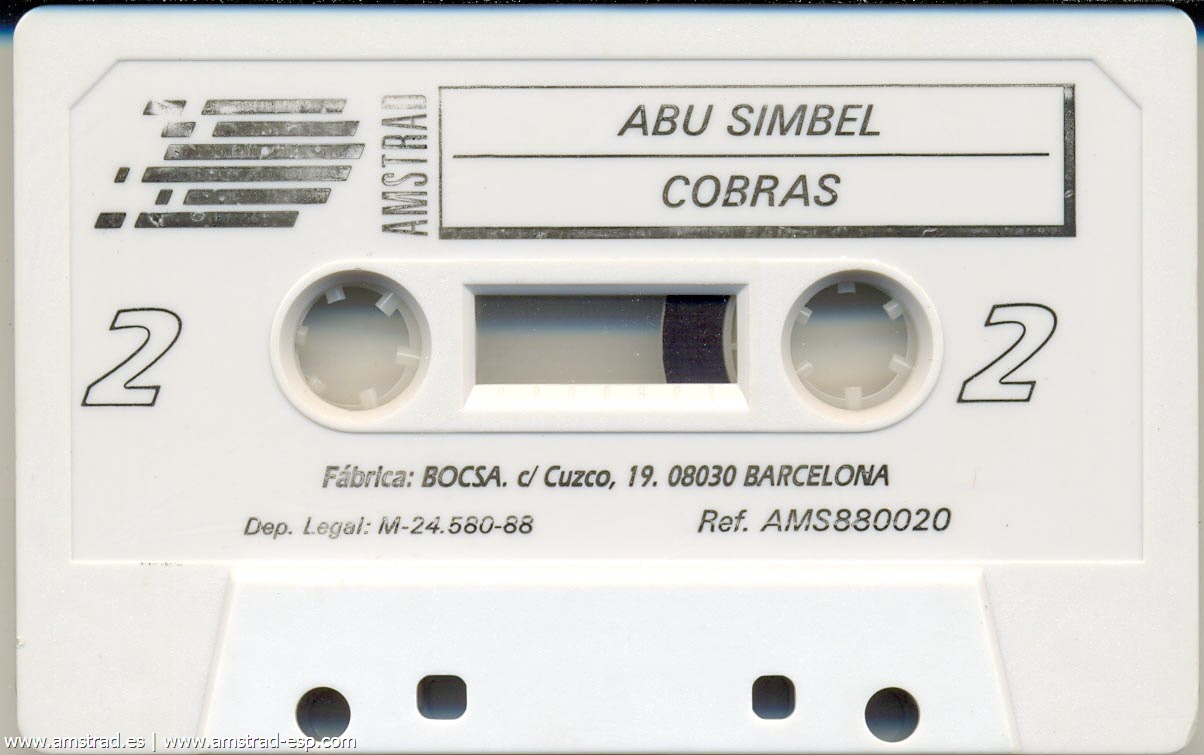 AMSTRAD
ABU SIMBEL
COBRAS
2 2
Fábrica: BOCSA. c/ Cuzco, 19. 08030 BARCELONA
Dep. Legal: M-24.580-88 Ref. AMS880020
www.amstrad.es | www.amstrad-esp.com